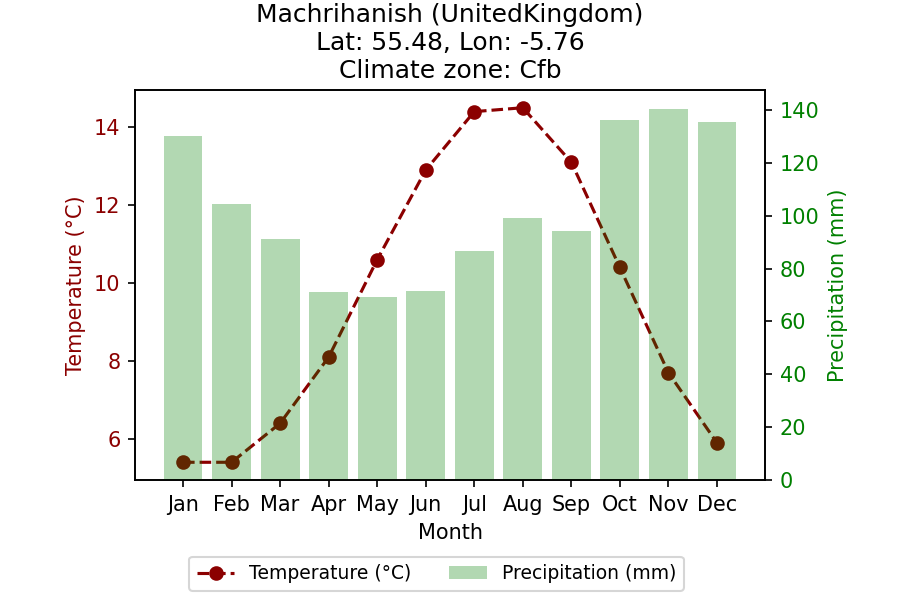 Machrihanish (UnitedKingdom)
Lat: 55.48, Lon: -5.76
Climate zone: Cfb
14
12
10
8
6
Temperature (°C)
140
120
100
80
60
40
20
0
Precipitation (mm)
Jan Feb Mar Apr May Jun Jul Aug Sep Oct Nov Dec
Month
Temperature (°C) Precipitation (mm)